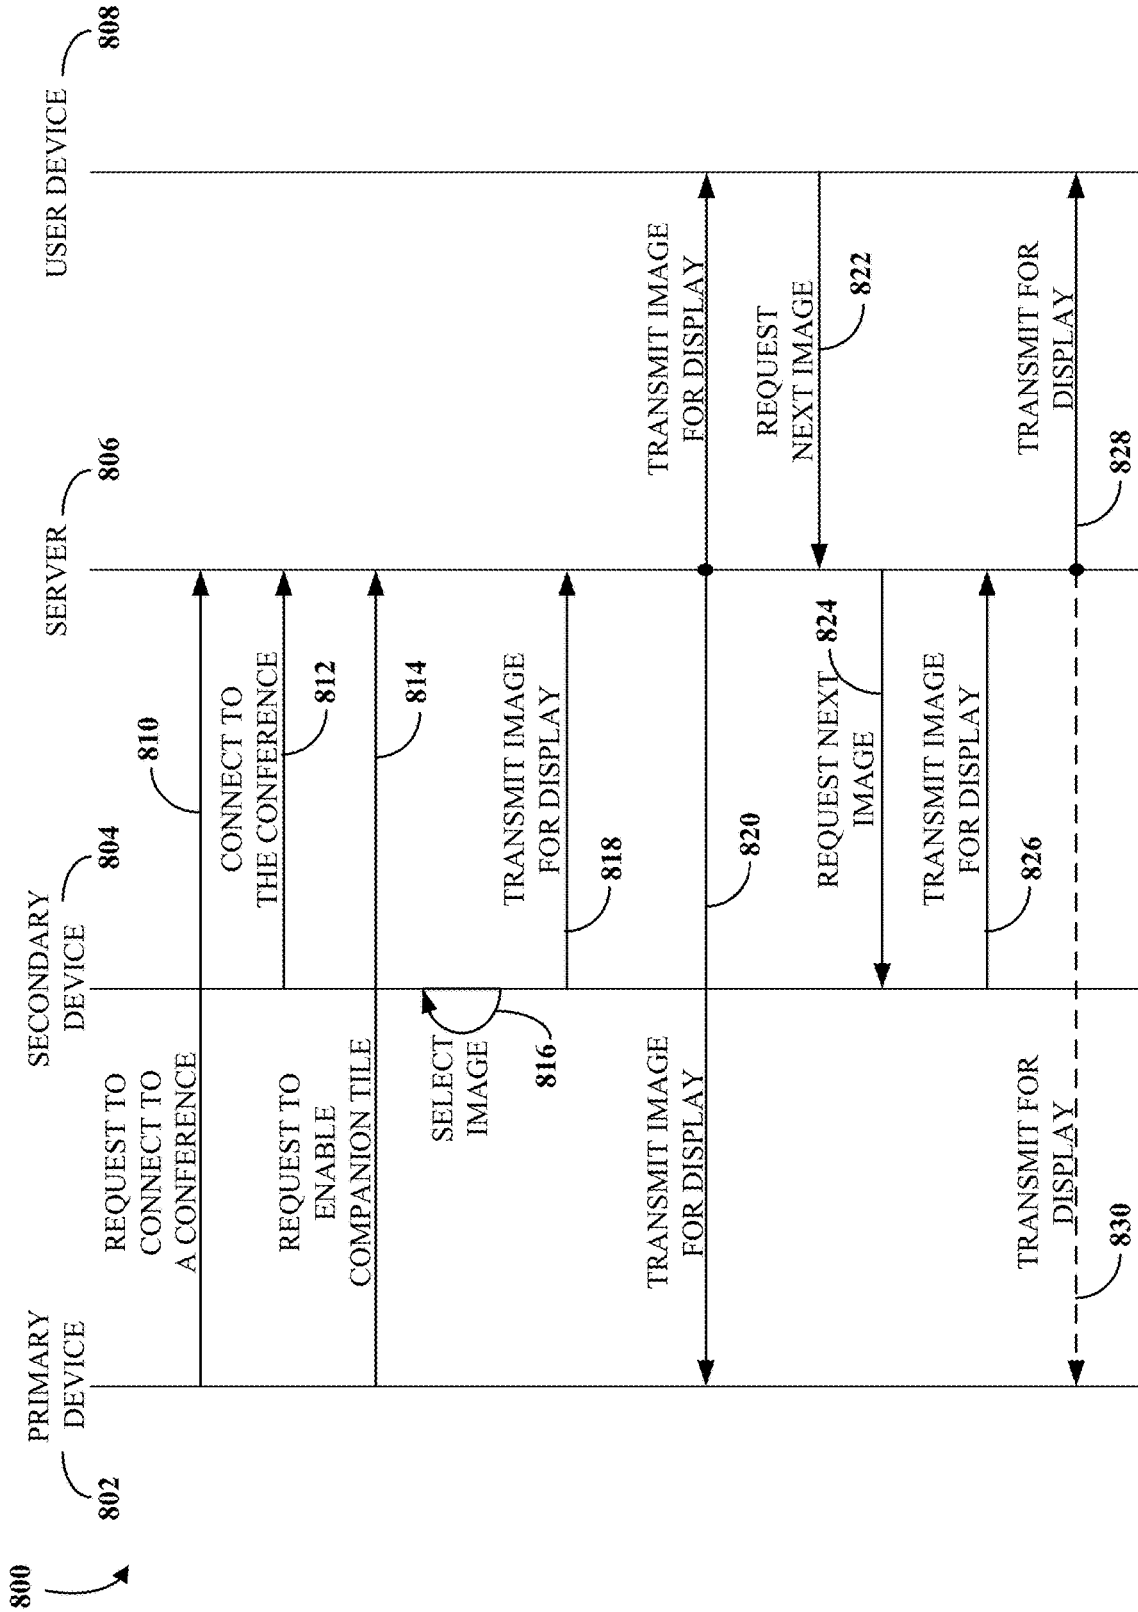 800
PRIMARY
DEVICE
802
SECONDARY
DEVICE
804
SERVER
806
USER DEVICE
808
REQUEST TO
CONNECT TO
A CONFERENCE
810
CONNECT TO
THE CONFERENCE
812
REQUEST TO
ENABLE
COMPANION TILE
814
SELECT
IMAGE
816
TRANSMIT IMAGE
FOR DISPLAY
818
TRANSMIT IMAGE
FOR DISPLAY
820
TRANSMIT IMAGE
FOR DISPLAY
REQUEST
NEXT IMAGE
822
REQUEST NEXT
IMAGE
824
TRANSMIT IMAGE
FOR DISPLAY
826
TRANSMIT FOR
DISPLAY
830
TRANSMIT FOR
DISPLAY
828